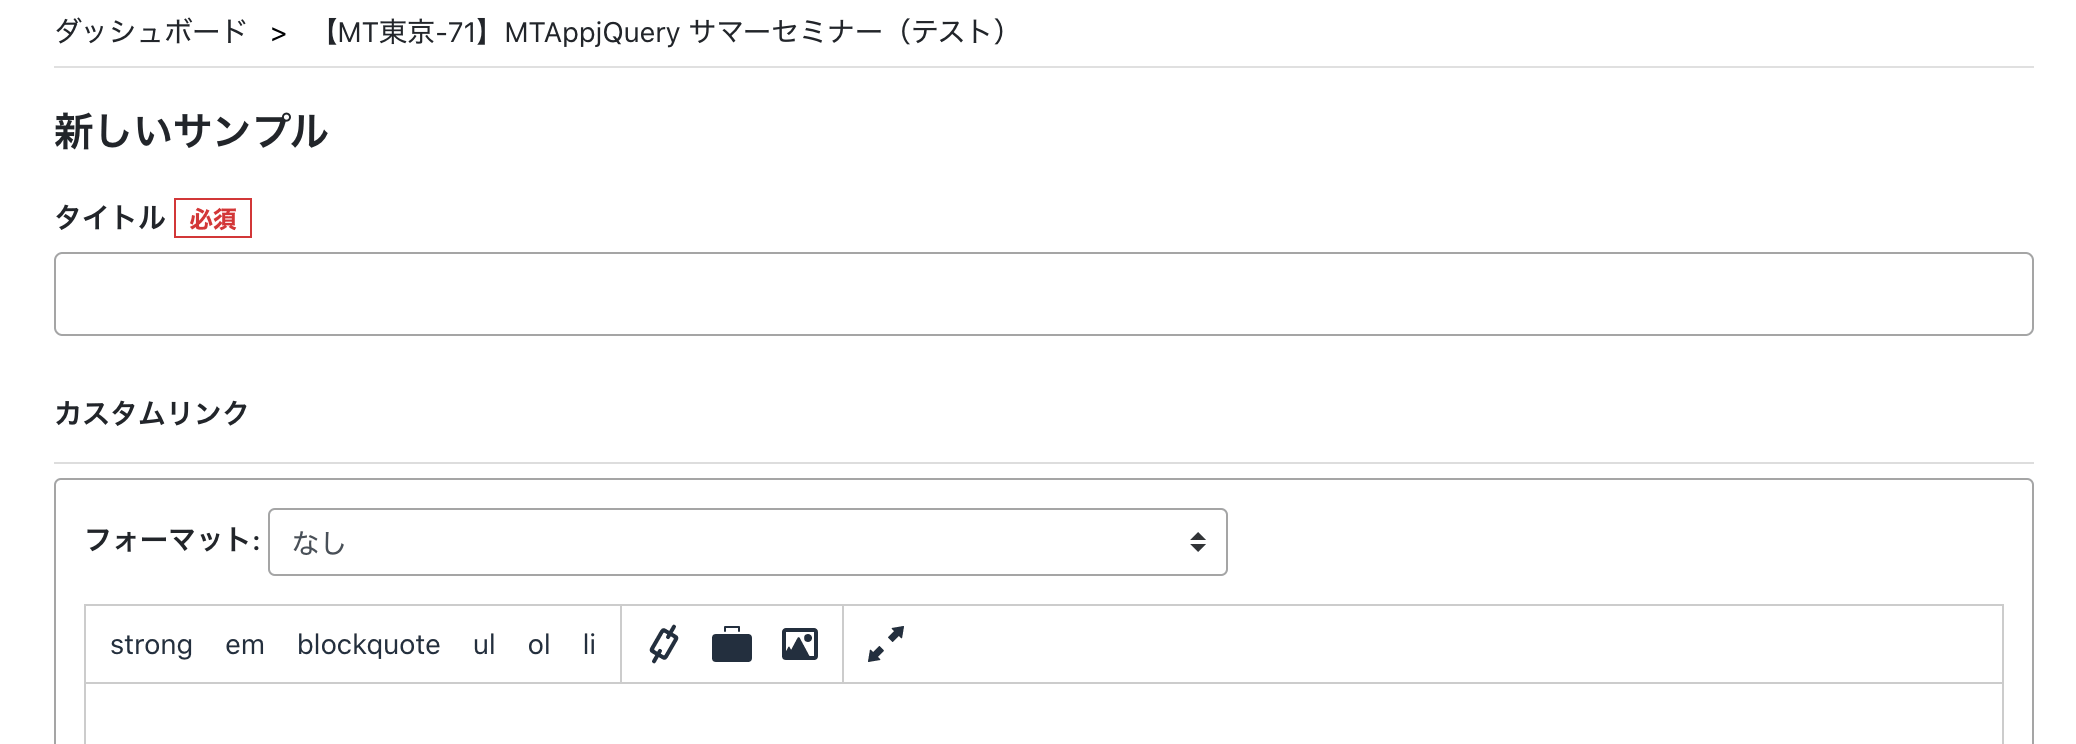 ダッシュボード > 【MT東京-71】MTAppjQuery サマーセミナー（テスト）
新しいサンプル
タイトル 必須
カスタムリンク
フォーマット: なし
strong em blockquote ul ol li